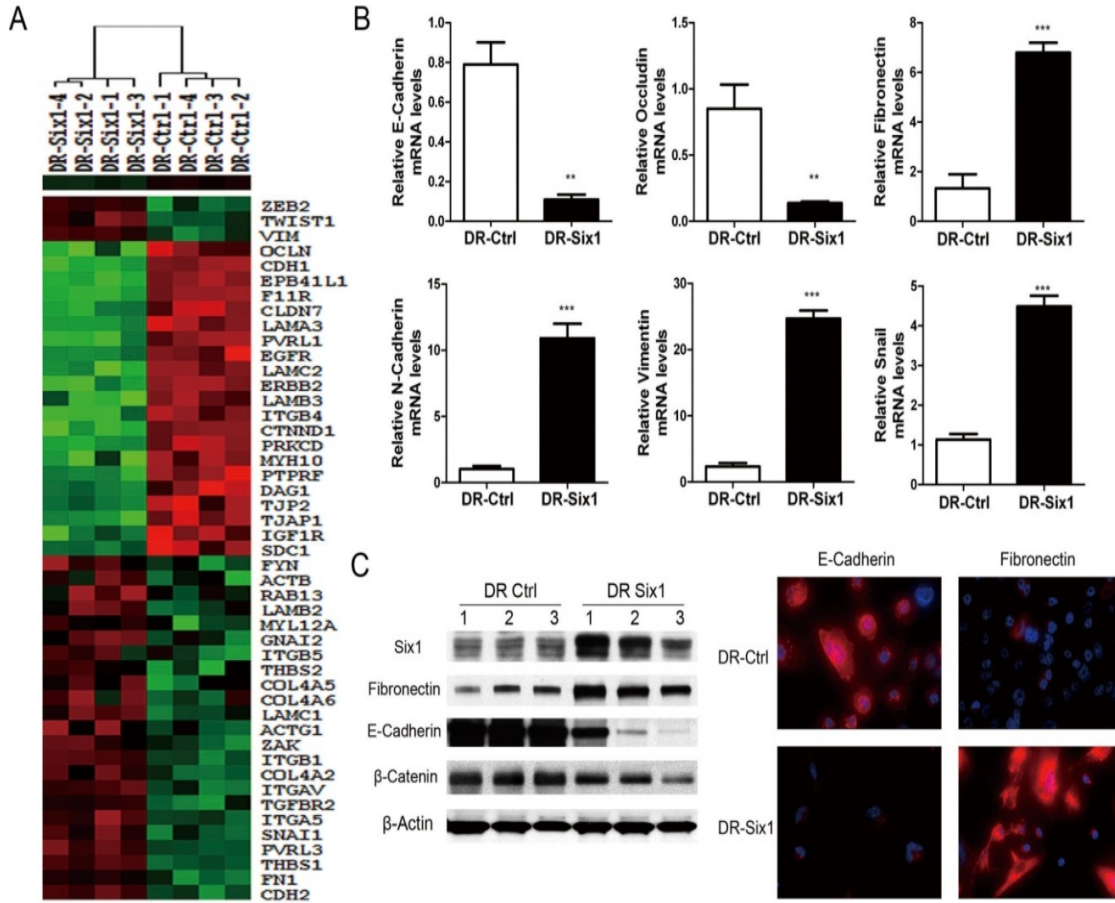 A
DR-Six1-4
DR-Six1-2
DR-Six1-1
DR-Six1-3
DR-Ctrl-1
DR-Ctrl-4
DR-Ctrl-3
DR-Ctrl-2
ZEB2
TWIST1
VIM
OCLN
CDH1
EPB41L1
F11R
CLDN7
LAMA3
PVRL1
EGFR
LAMC2
ERBB2
LAMB3
ITGB4
CTNND1
PRKCD
MYH10
PTPRF
DAG1
TJP2
TJAP1
IGF1R
SDC1
FYN
ACTB
RAB13
LAMB2
MYL12A
GNAI2
ITGB5
THBS2
COL4A5
COL4A6
LAMC1
ACTG1
ZAK
ITGB1
COL4A2
ITGAV
TGFBR2
ITGA5
SNAI1
PVRL3
THBS1
FN1
CDH2
B
Relative E-Cadherin
mRNA levels
0.8
0.6
0.4
0.2
0.0
**
DR-Ctrl DR-Six1
Relative Occludin
mRNA levels
1.5
1.0
0.5
0.0
**
DR-Ctrl DR-Six1
Relative Fibronectin
mRNA levels
8
6
4
2
0
***
DR-Ctrl DR-Six1
Relative N-Cadherin
mRNA levels
15
10
5
0
***
DR-Ctrl DR-Six1
Relative Vimentin
mRNA levels
30
20
10
0
***
DR-Ctrl DR-Six1
Relative Snail
mRNA levels
5
4
3
2
1
0
***
DR-Ctrl DR-Six1
C
DR Ctrl DR Six1
1 2 3 1 2 3
Six1
Fibronectin
E-Cadherin
β-Catenin
β-Actin
E-Cadherin Fibronectin
DR-Ctrl
DR-Six1